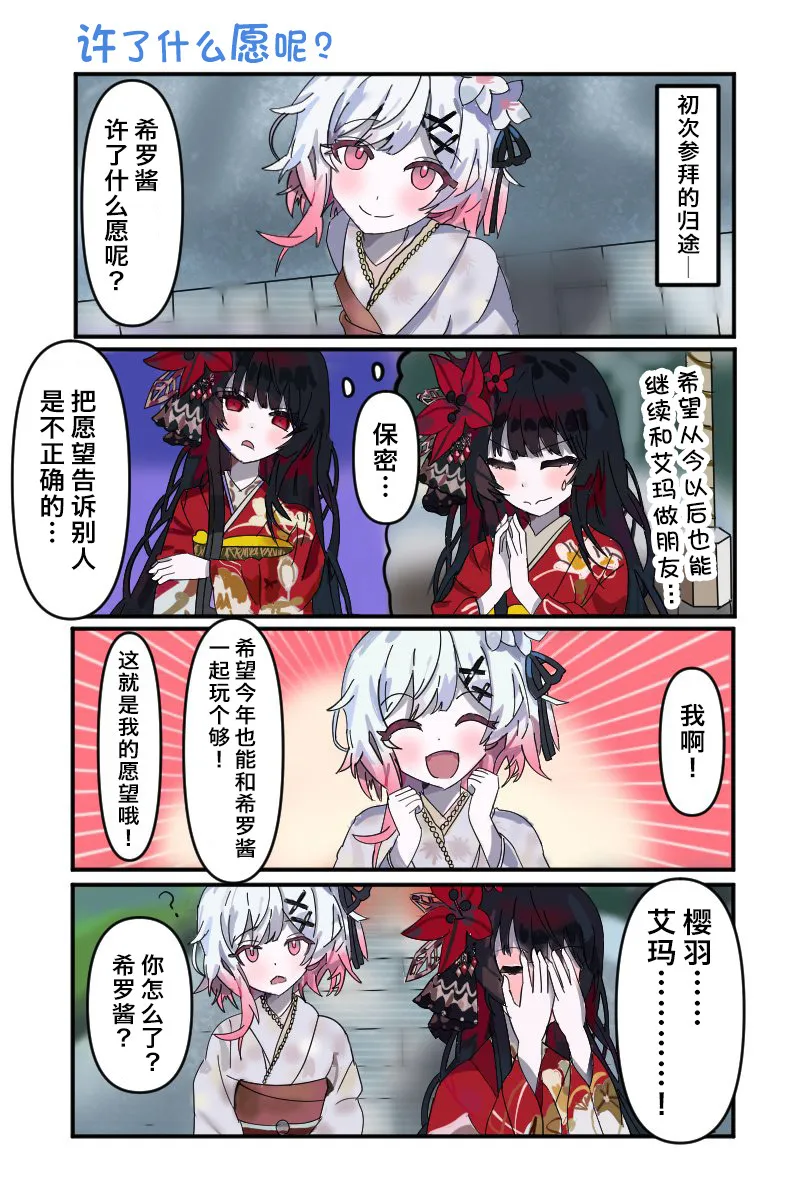 许了什么愿呢?
初次参拜的归途—
希罗酱
许了什么愿呢?
希望从今以后也能
继续和艾玛做朋友…
保密…
把愿望告诉别人
是不正确的…
我啊!
希望今年也能和希罗酱
一起玩个够!
这就是我的愿望哦!
樱羽……
艾玛…………!
?
你怎么了?
希罗酱?